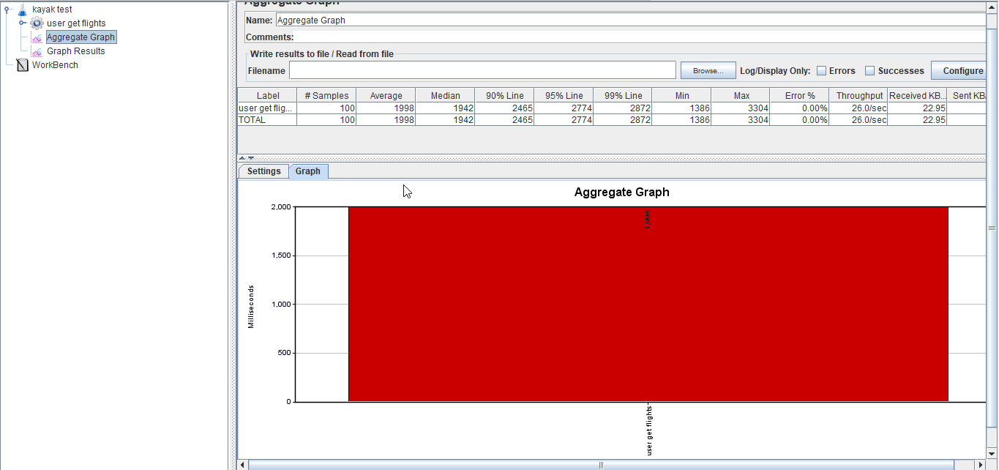 kayak test
user get flights
Aggregate Graph
Graph Results
WorkBench
Aggregate Graph
Name: Aggregate Graph
Comments:
Write results to file / Read from file
Filename Browse... Log/Display Only: Errors Successes Configure
Label # Samples Average Median 90% Line 95% Line 99% Line Min Max Error % Throughput Received KB... Sent KB/
user get flig... 100 1998 1942 2465 2774 2872 1386 3304 0.00% 26.0/sec 22.95
TOTAL 100 1998 1942 2465 2774 2872 1386 3304 0.00% 26.0/sec 22.95
Settings Graph
Aggregate Graph
2,000
1,998
1,500
1,000
Milliseconds
500
0
user get flights